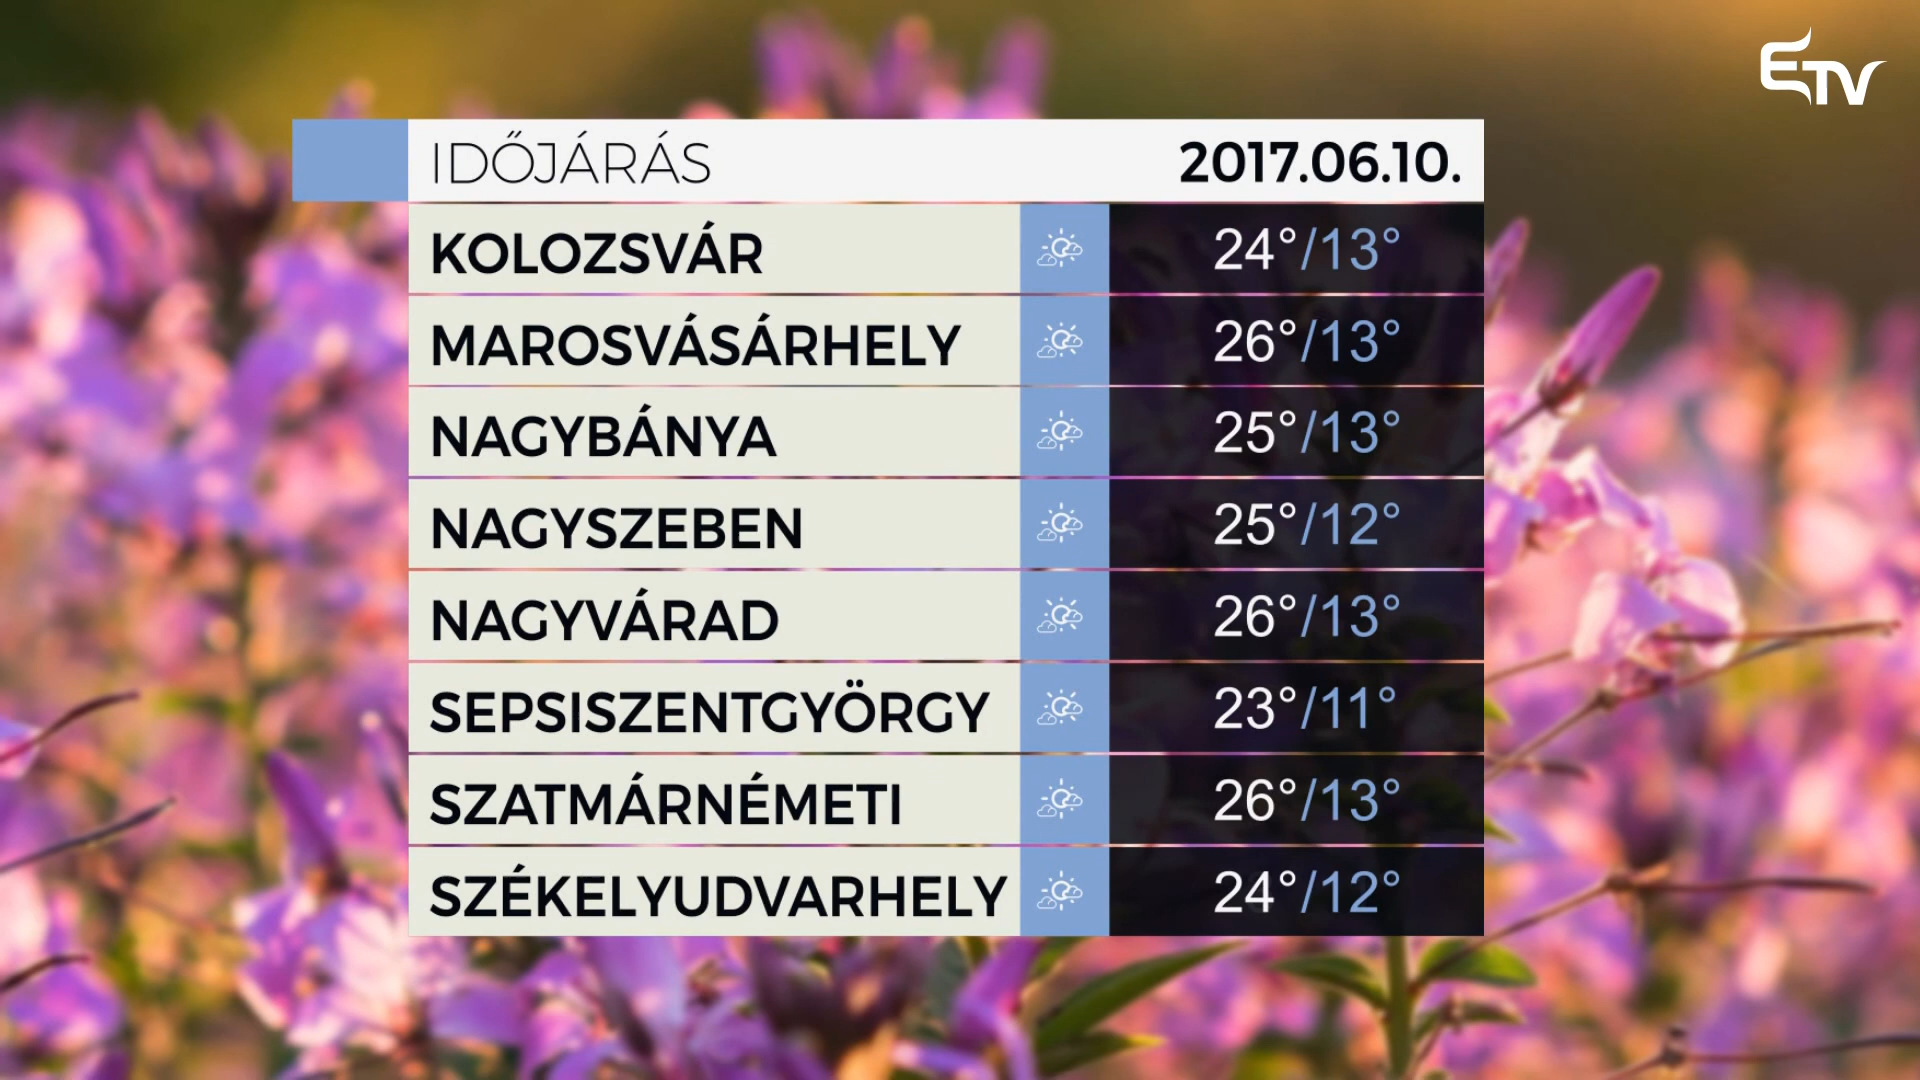 ETV
IDŐJÁRÁS 2017.06.10.
KOLOZSVÁR 24°/13°
MAROSVÁSÁRHELY 26°/13°
NAGYBÁNYA 25°/13°
NAGYSZEBEN 25°/12°
NAGYVÁRAD 26°/13°
SEPSISZENTGYÖRGY 23°/11°
SZATMÁRNÉMETI 26°/13°
SZÉKELYUDVARHELY 24°/12°